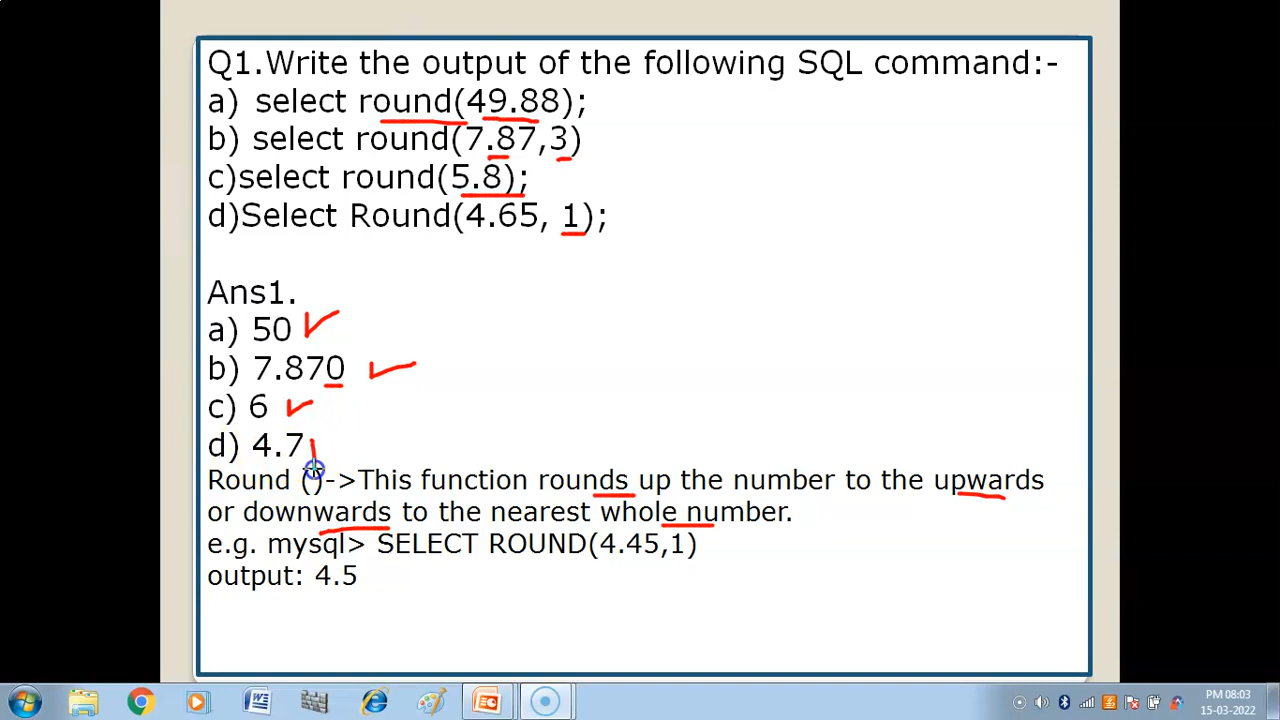 Q1.Write the output of the following SQL command:-
a) select round(49.88);
b) select round(7.87,3)
c)select round(5.8);
d)Select Round(4.65, 1);
Ans1.
a) 50
b) 7.870
c) 6
d) 4.7
Round ()->This function rounds up the number to the upwards
or downwards to the nearest whole number.
e.g. mysql> SELECT ROUND(4.45,1)
output: 4.5
PM 08:03
15-03-2022